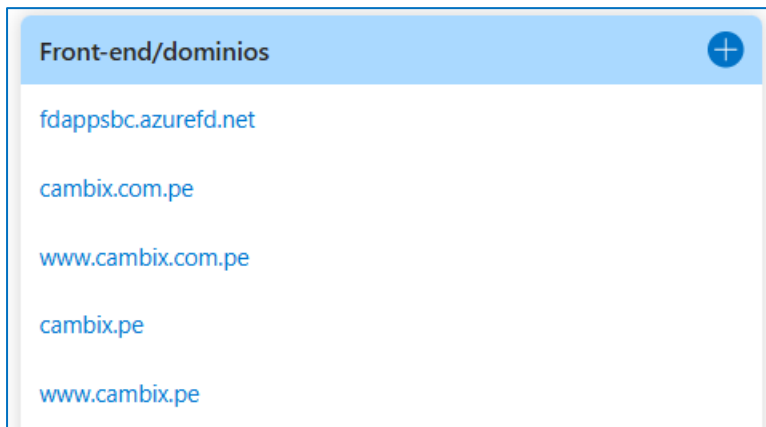 Front-end/dominios
fdappsbc.azurefd.net
cambix.com.pe
www.cambix.com.pe
cambix.pe
www.cambix.pe